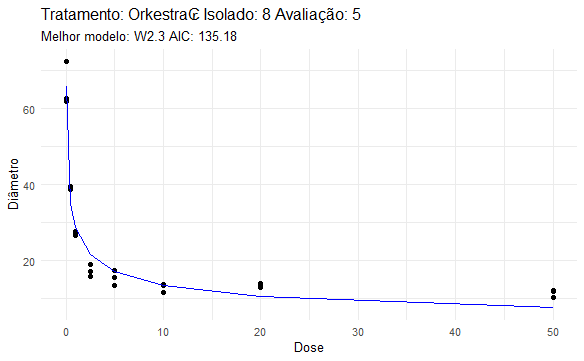 Tratamento: Orkestra₢ Isolado: 8 Avaliação: 5
Melhor modelo: W2.3 AIC: 135.18
Diâmetro
60
40
20
0 10 20 30 40 50
Dose